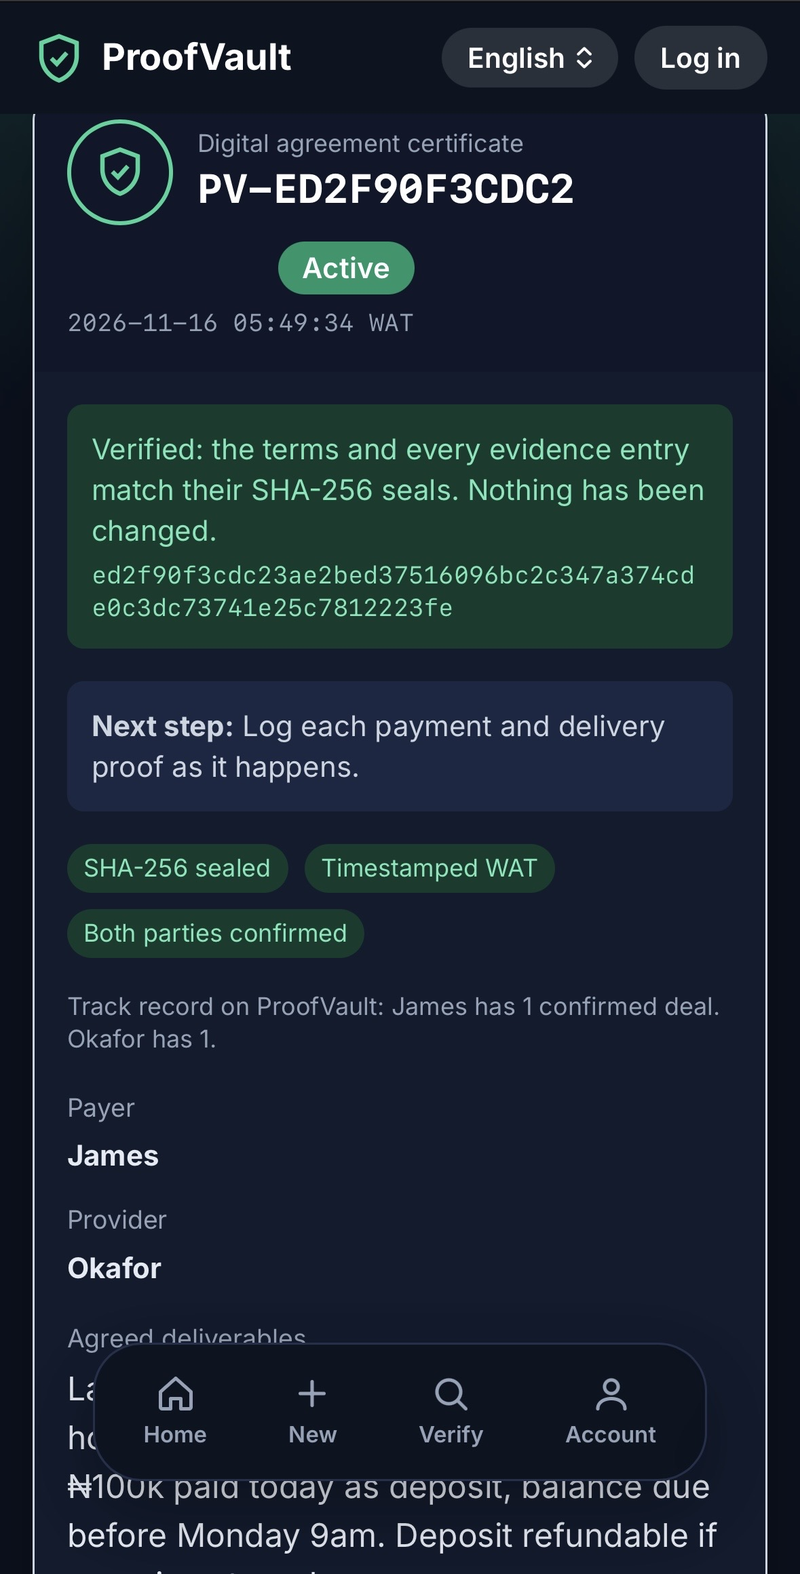 ProofVault
English
Log in
Digital agreement certificate
PV-ED2F90F3CDC2
Active
2026-11-16 05:49:34 WAT
Verified: the terms and every evidence entry
match their SHA-256 seals. Nothing has been
changed.
ed2f90f3cdc23ae2bed37516096bc2c347a374cd
e0c3dc73741e25c7812223fe
Next step: Log each payment and delivery
proof as it happens.
SHA-256 sealed
Timestamped WAT
Both parties confirmed
Track record on ProofVault: James has 1 confirmed deal.
Okafor has 1.
Payer
James
Provider
Okafor
Agreed deliverables
Home
New
Verify
Account
₦100k paid today as deposit, balance due
before Monday 9am. Deposit refundable if